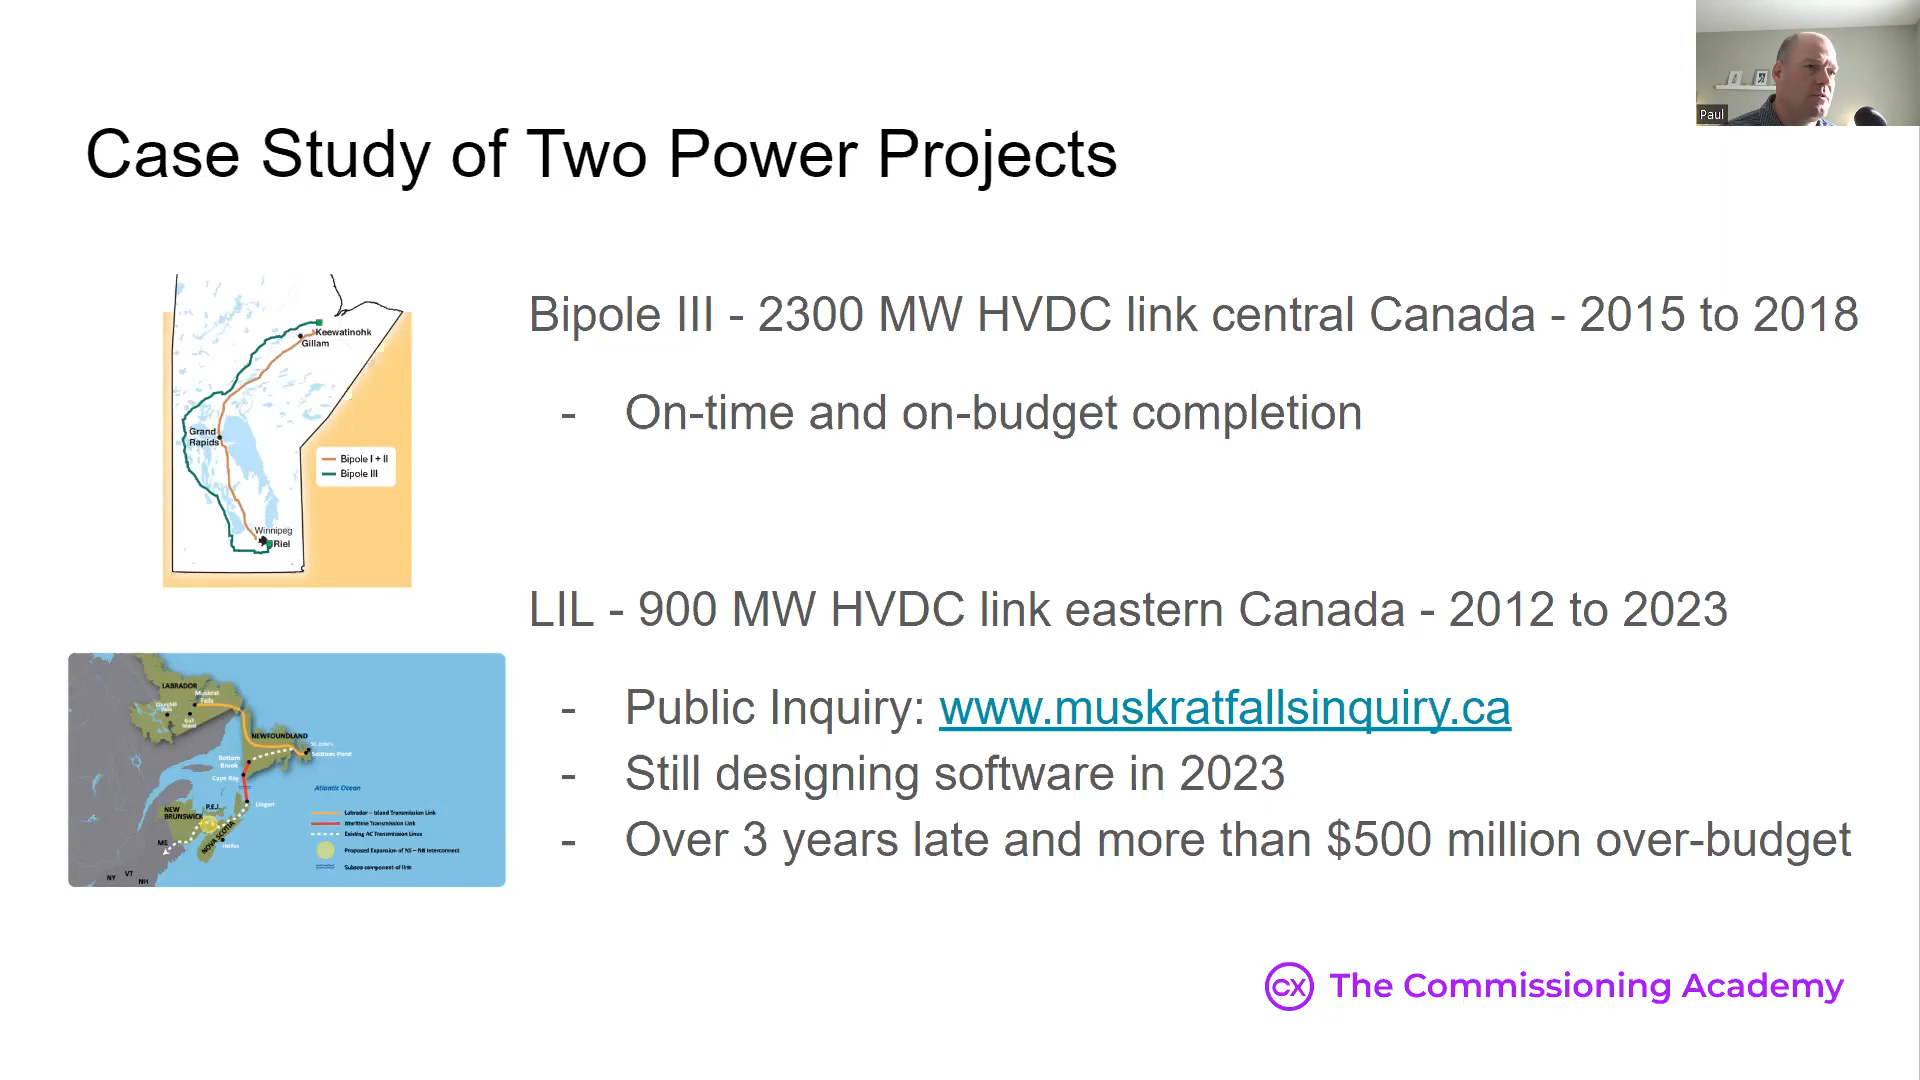 Paul
Case Study of Two Power Projects
Keewatinohk
Gillam
Grand
Rapids
Bipole I + II
Bipole III
Winnipeg
Riel
Bipole III - 2300 MW HVDC link central Canada - 2015 to 2018
- On-time and on-budget completion
LIL - 900 MW HVDC link eastern Canada - 2012 to 2023
- Public Inquiry: www.muskratfallsinquiry.ca
- Still designing software in 2023
- Over 3 years late and more than $500 million over-budget
LABRADOR
Muskrat
Falls
Churchill
Falls
Gull
Island
NEWFOUNDLAND
St. John's
Soldiers Pond
Bottom
Brook
Cape Ray
Atlantic Ocean
Lingan
P.E.I.
NEW
BRUNSWICK
NOVA SCOTIA
Halifax
ME
NY
VT
NH
Labrador – Island Transmission Link
Maritime Transmission Link
Existing AC Transmission Lines
Proposed Expansion of NS – NB Interconnect
Subsea component of link
CX The Commissioning Academy